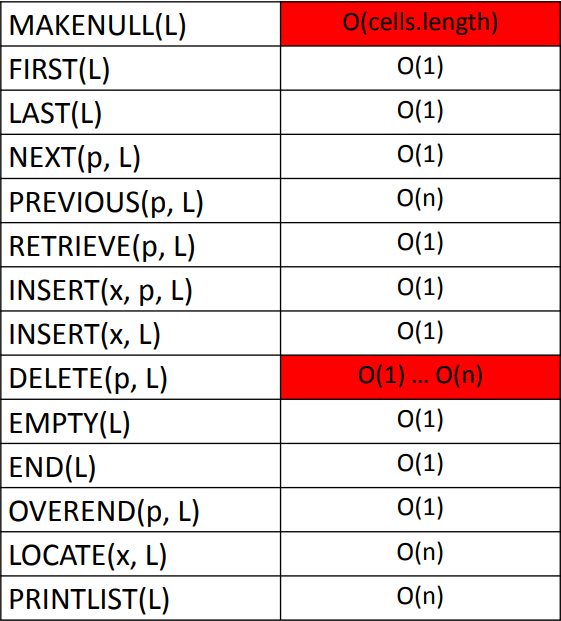 MAKENULL(L) O(cells.length)
FIRST(L) O(1)
LAST(L) O(1)
NEXT(p, L) O(1)
PREVIOUS(p, L) O(n)
RETRIEVE(p, L) O(1)
INSERT(x, p, L) O(1)
INSERT(x, L) O(1)
DELETE(p, L) O(1) … O(n)
EMPTY(L) O(1)
END(L) O(1)
OVEREND(p, L) O(1)
LOCATE(x, L) O(n)
PRINTLIST(L) O(n)